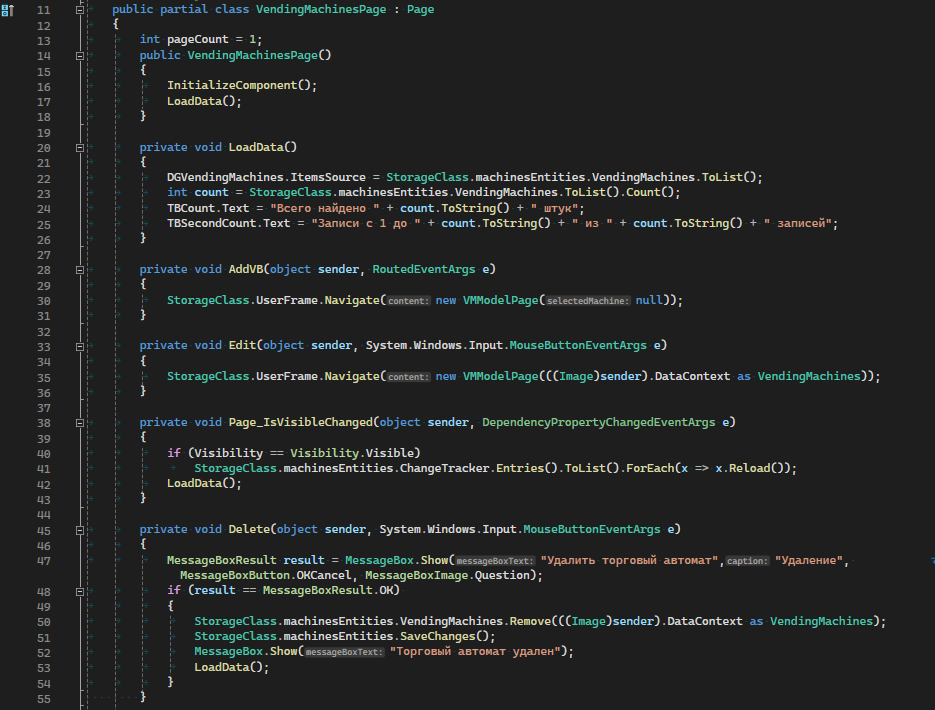 11 public partial class VendingMachinesPage : Page
12 {
13 int pageCount = 1;
14 public VendingMachinesPage()
15 {
16 InitializeComponent();
17 LoadData();
18 }
19
20 private void LoadData()
21 {
22 DGVendingMachines.ItemsSource = StorageClass.machinesEntities.VendingMachines.ToList();
23 int count = StorageClass.machinesEntities.VendingMachines.ToList().Count();
24 TBCount.Text = "Всего найдено " + count.ToString() + " штук";
25 TBSecondCount.Text = "Записи с 1 до " + count.ToString() + " из " + count.ToString() + " записей";
26 }
27
28 private void AddVB(object sender, RoutedEventArgs e)
29 {
30 StorageClass.UserFrame.Navigate(content: new VMModelPage(selectedMachine: null));
31 }
32
33 private void Edit(object sender, System.Windows.Input.MouseButtonEventArgs e)
34 {
35 StorageClass.UserFrame.Navigate(content: new VMModelPage(((Image)sender).DataContext as VendingMachines));
36 }
37
38 private void Page_IsVisibleChanged(object sender, DependencyPropertyChangedEventArgs e)
39 {
40 if (Visibility == Visibility.Visible)
41 StorageClass.machinesEntities.ChangeTracker.Entries().ToList().ForEach(x => x.Reload());
42 LoadData();
43 }
44
45 private void Delete(object sender, System.Windows.Input.MouseButtonEventArgs e)
46 {
47 MessageBoxResult result = MessageBox.Show(messageBoxText: "Удалить торговый автомат",caption: "Удаление",
MessageBoxButton.OKCancel, MessageBoxImage.Question);
48 if (result == MessageBoxResult.OK)
49 {
50 StorageClass.machinesEntities.VendingMachines.Remove(((Image)sender).DataContext as VendingMachines);
51 StorageClass.machinesEntities.SaveChanges();
52 MessageBox.Show(messageBoxText: "Торговый автомат удален");
53 LoadData();
54 }
55 }